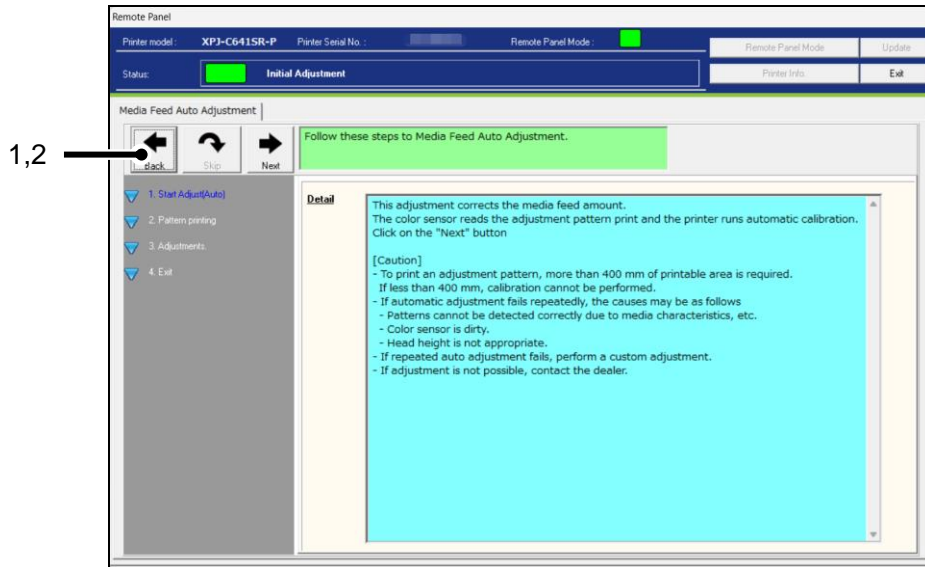 Remote Panel
Printer model : XPJ-C641SR-P Printer Serial No. : Remote Panel Mode :
Remote Panel Mode Update
Status: Initial Adjustment
Printer Info. Exit
Media Feed Auto Adjustment
1,2
Back Skip Next
Follow these steps to Media Feed Auto Adjustment.
1. Start Adjust(Auto)
2. Pattern printing
3. Adjustments.
4. Exit
Detail
This adjustment corrects the media feed amount.
The color sensor reads the adjustment pattern print and the printer runs automatic calibration.
Click on the "Next" button
[Caution]
- To print an adjustment pattern, more than 400 mm of printable area is required.
If less than 400 mm, calibration cannot be performed.
- If automatic adjustment fails repeatedly, the causes may be as follows
- Patterns cannot be detected correctly due to media characteristics, etc.
- Color sensor is dirty.
- Head height is not appropriate.
- If repeated auto adjustment fails, perform a custom adjustment.
- If adjustment is not possible, contact the dealer.